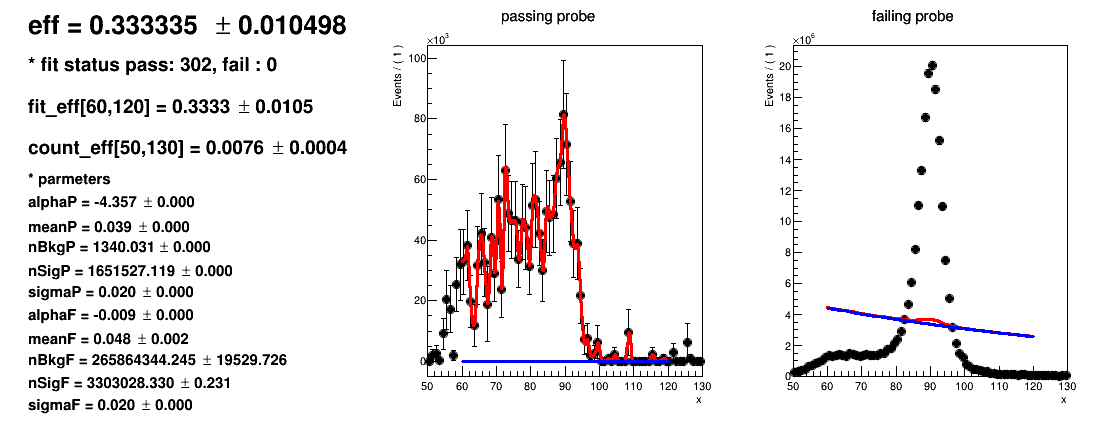 eff = 0.333335 ± 0.010498
* fit status pass: 302, fail : 0
fit_eff[60,120] = 0.3333 ± 0.0105
count_eff[50,130] = 0.0076 ± 0.0004
* parmeters
alphaP = -4.357 ± 0.000
meanP = 0.039 ± 0.000
nBkgP = 1340.031 ± 0.000
nSigP = 1651527.119 ± 0.000
sigmaP = 0.020 ± 0.000
alphaF = -0.009 ± 0.000
meanF = 0.048 ± 0.002
nBkgF = 265864344.245 ± 19529.726
nSigF = 3303028.330 ± 0.231
sigmaF = 0.020 ± 0.000
passing probe
×10³
Events / ( 1 )
100
80
60
40
20
0
50 60 70 80 90 100 110 120 130
x
failing probe
×10⁶
Events / ( 1 )
20
18
16
14
12
10
8
6
4
2
0
50 60 70 80 90 100 110 120 130
x